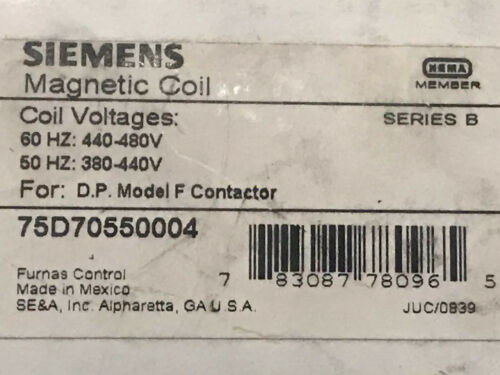 SIEMENS
NEMA
Magnetic Coil
MEMBER
Coil Voltages:
SERIES B
60 HZ: 440-480V
50 HZ: 380-440V
For: D.P. Model F Contactor
75D70550004
Furnas Control
Made in Mexico
SE&A, Inc. Alpharetta, GA U.S.A.
7 83087 78096 5
JUC/0839